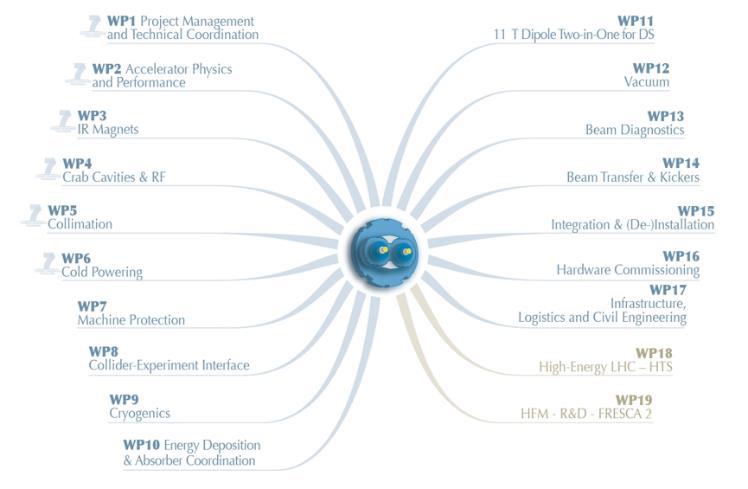 WP1 Project Management
and Technical Coordination
WP2 Accelerator Physics
and Performance
WP3
IR Magnets
WP4
Crab Cavities & RF
WP5
Collimation
WP6
Cold Powering
WP7
Machine Protection
WP8
Collider-Experiment Interface
WP9
Cryogenics
WP10 Energy Deposition
& Absorber Coordination
WP11
11 T Dipole Two-in-One for DS
WP12
Vacuum
WP13
Beam Diagnostics
WP14
Beam Transfer & Kickers
WP15
Integration & (De-)Installation
WP16
Hardware Commissioning
WP17
Infrastructure,
Logistics and Civil Engineering
WP18
High-Energy LHC – HTS
WP19
HFM - R&D - FRESCA 2